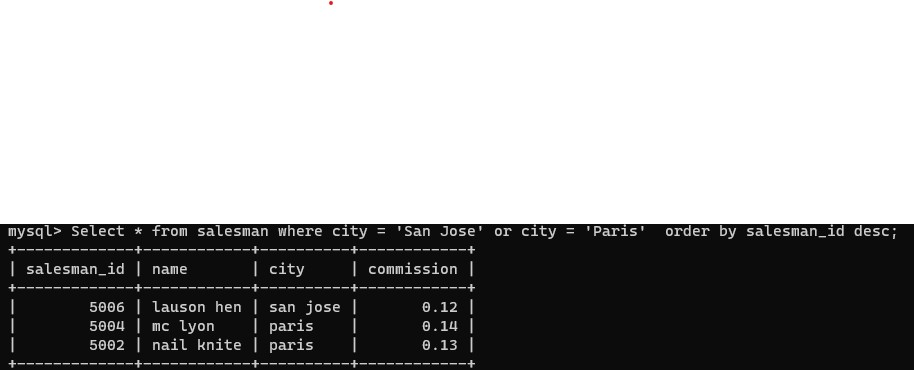 mysql> Select * from salesman where city = 'San Jose' or city = 'Paris'  order by salesman_id desc;
+-------------+------------+----------+------------+
| salesman_id | name       | city     | commission |
+-------------+------------+----------+------------+
|        5006 | lauson hen | san jose |       0.12 |
|        5004 | mc lyon    | paris    |       0.14 |
|        5002 | nail knite | paris    |       0.13 |
+-------------+------------+----------+------------+